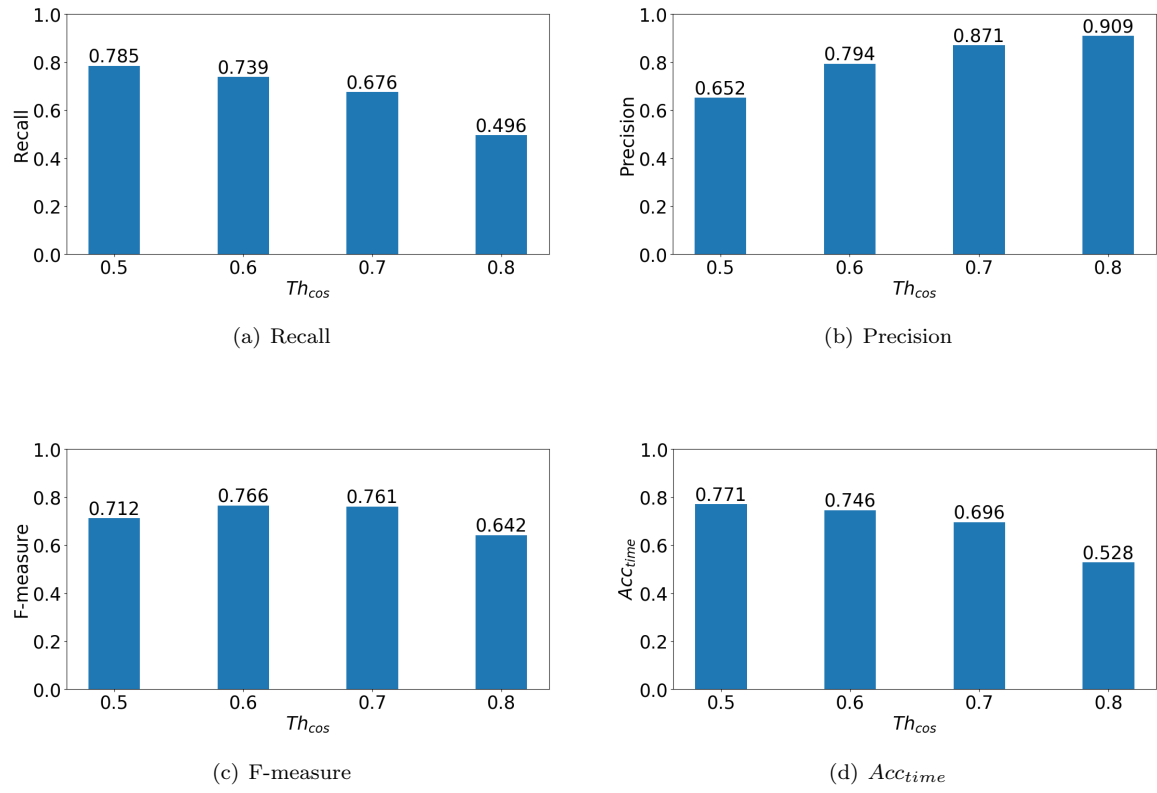 1.0
0.8
0.6
0.4
0.2
0.0
Recall
0.785
0.739
0.676
0.496
0.5 0.6 0.7 0.8
Th_cos
(a) Recall
1.0
0.8
0.6
0.4
0.2
0.0
Precision
0.652
0.794
0.871
0.909
0.5 0.6 0.7 0.8
Th_cos
(b) Precision
1.0
0.8
0.6
0.4
0.2
0.0
F-measure
0.712
0.766
0.761
0.642
0.5 0.6 0.7 0.8
Th_cos
(c) F-measure
1.0
0.8
0.6
0.4
0.2
0.0
Acc_time
0.771
0.746
0.696
0.528
0.5 0.6 0.7 0.8
Th_cos
(d) Acc_time